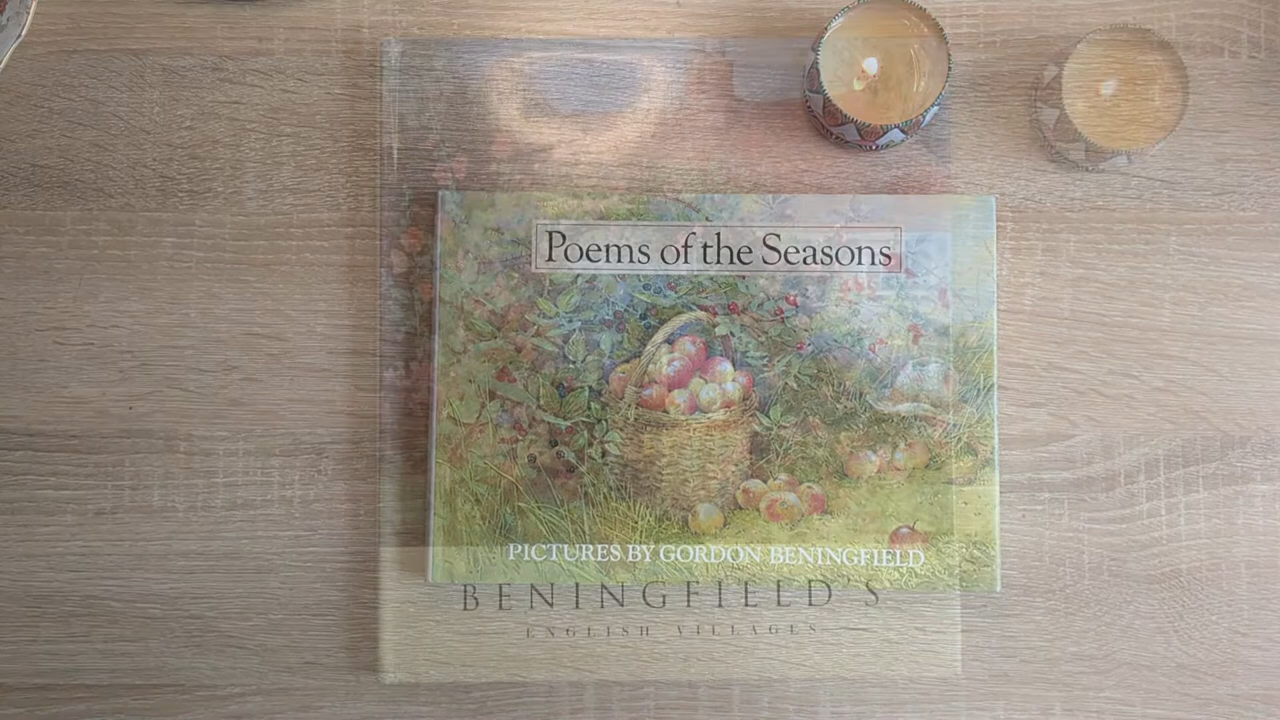 Poems of the Seasons
PICTURES BY GORDON BENINGFIELD
BENINGFIELD'S
ENGLISH VILLAGES